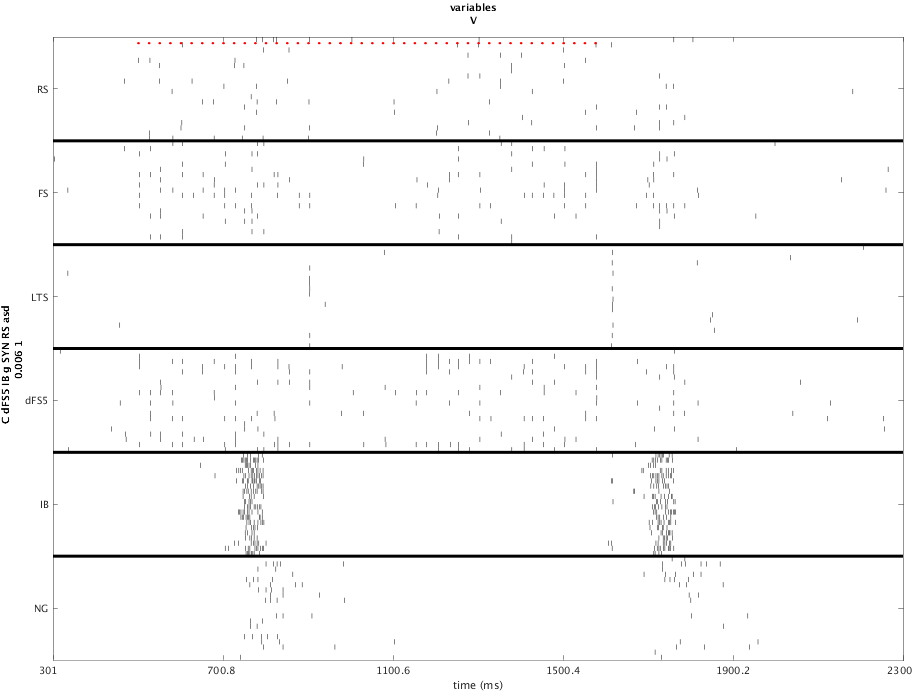 variables
V
RS
FS
LTS
dFS5
IB
NG
C dFS5 IB g SYN RS asd
0.006 1
301 700.8 1100.6 1500.4 1900.2 2300
time (ms)